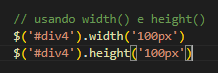 // usando width() e height()
$('#div4').width('100px')
$('#div4').height('100px')